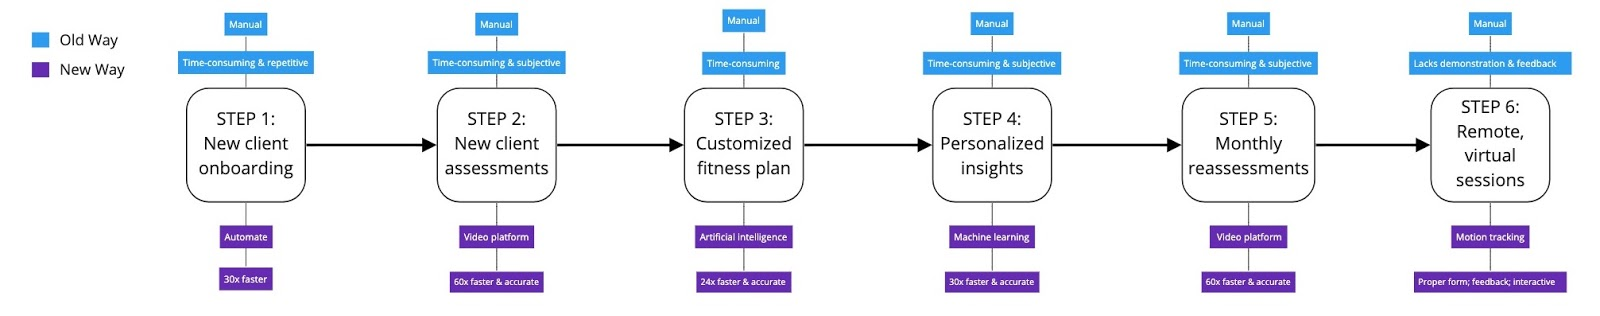 Old Way
New Way
Manual
Time-consuming & repetitive
STEP 1:
New client
onboarding
Automate
30x faster
Manual
Time-consuming & subjective
STEP 2:
New client
assessments
Video platform
60x faster & accurate
Manual
Time-consuming
STEP 3:
Customized
fitness plan
Artificial intelligence
24x faster & accurate
Manual
Time-consuming & subjective
STEP 4:
Personalized
insights
Machine learning
30x faster & accurate
Manual
Time-consuming & subjective
STEP 5:
Monthly
reassessments
Video platform
60x faster & accurate
Manual
Lacks demonstration & feedback
STEP 6:
Remote,
virtual
sessions
Motion tracking
Proper form; feedback; interactive